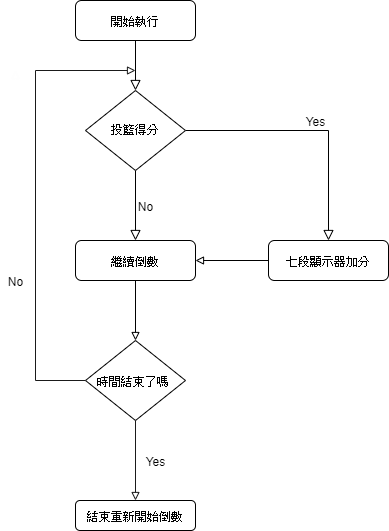 開始執行
投籃得分
Yes
No
繼續倒數
七段顯示器加分
No
時間結束了嗎
Yes
結束重新開始倒數